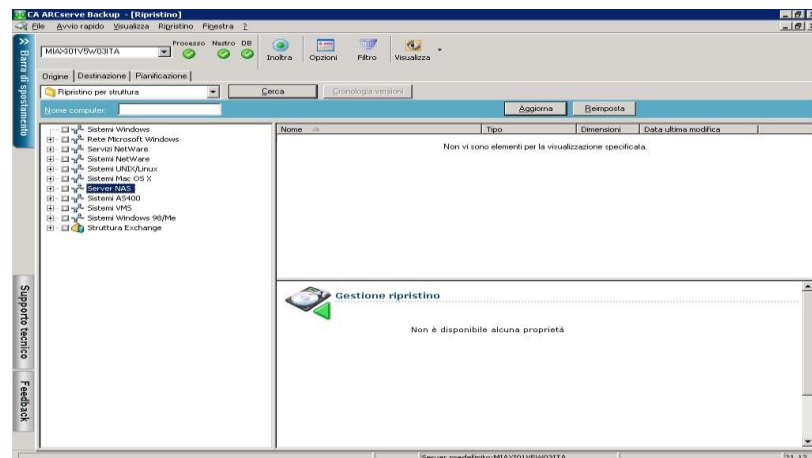 CA ARCserve Backup - [Ripristino]
File Avvio rapido Visualizza Ripristino Finestra ?
Processo Nastro DB
Inoltra Opzioni Filtro Visualizza
Origine Destinazione Pianificazione
Ripristino per struttura Cerca Cronologia versioni
Nome computer: Aggiorna Reimposta
Sistemi Windows
Rete Microsoft Windows
Servizi NetWare
Sistemi NetWare
Sistemi UNIX/Linux
Sistemi Mac OS X
Server NAS
Sistemi AS400
Sistemi VMS
Sistemi Windows 98/Me
Struttura Exchange
Nome Tipo Dimensioni Data ultima modifica
Non vi sono elementi per la visualizzazione specificata.
Gestione ripristino
Non è disponibile alcuna proprietà
Barra di spostamento
Supporto tecnico
Feedback
Server predefinito: